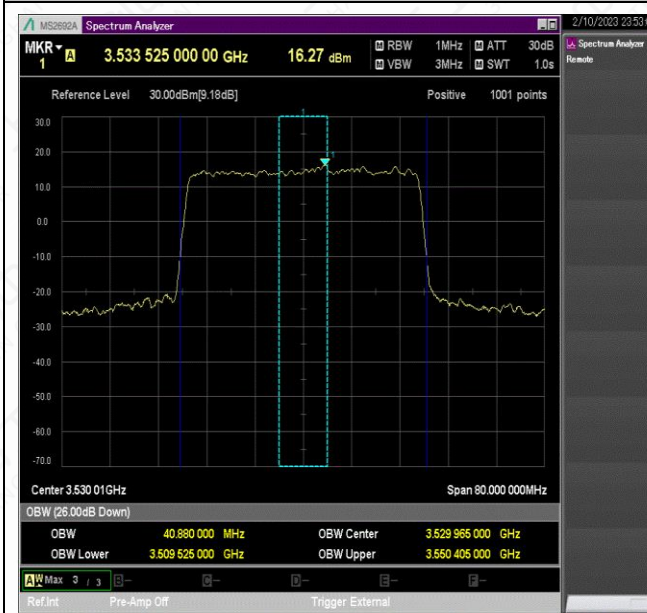 MS2692A Spectrum Analyzer
2/10/2023 23:53:
MKR 1 A 3.533 525 000 00 GHz 16.27 dBm M RBW 1MHz M ATT 30dB
M VBW 3MHz M SWT 1.0s
Spectrum Analyzer
Remote
Reference Level 30.00dBm[9.18dB] Positive 1001 points
1
30.0
20.0
1
10.0
0.0
-10.0
-20.0
-30.0
-40.0
-50.0
-60.0
-70.0
Center 3.530 01GHz Span 80.000 000MHz
OBW (26.00dB Down)
OBW 40.880 000 MHz OBW Center 3.529 965 000 GHz
OBW Lower 3.509 525 000 GHz OBW Upper 3.550 405 000 GHz
A W Max 3 / 3 B- C- D- E- F-
Ref.Int Pre-Amp Off Trigger External